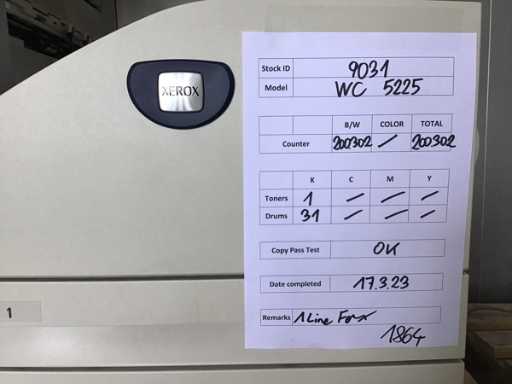 XEROX
Stock ID 9031
Model WC 5225
B/W COLOR TOTAL
Counter 200302 / 200302
K C M Y
Toners 1 / / /
Drums 31 / / /
Copy Pass Test OK
Date completed 17.3.23
Remarks 1 Line Fax
1864
1